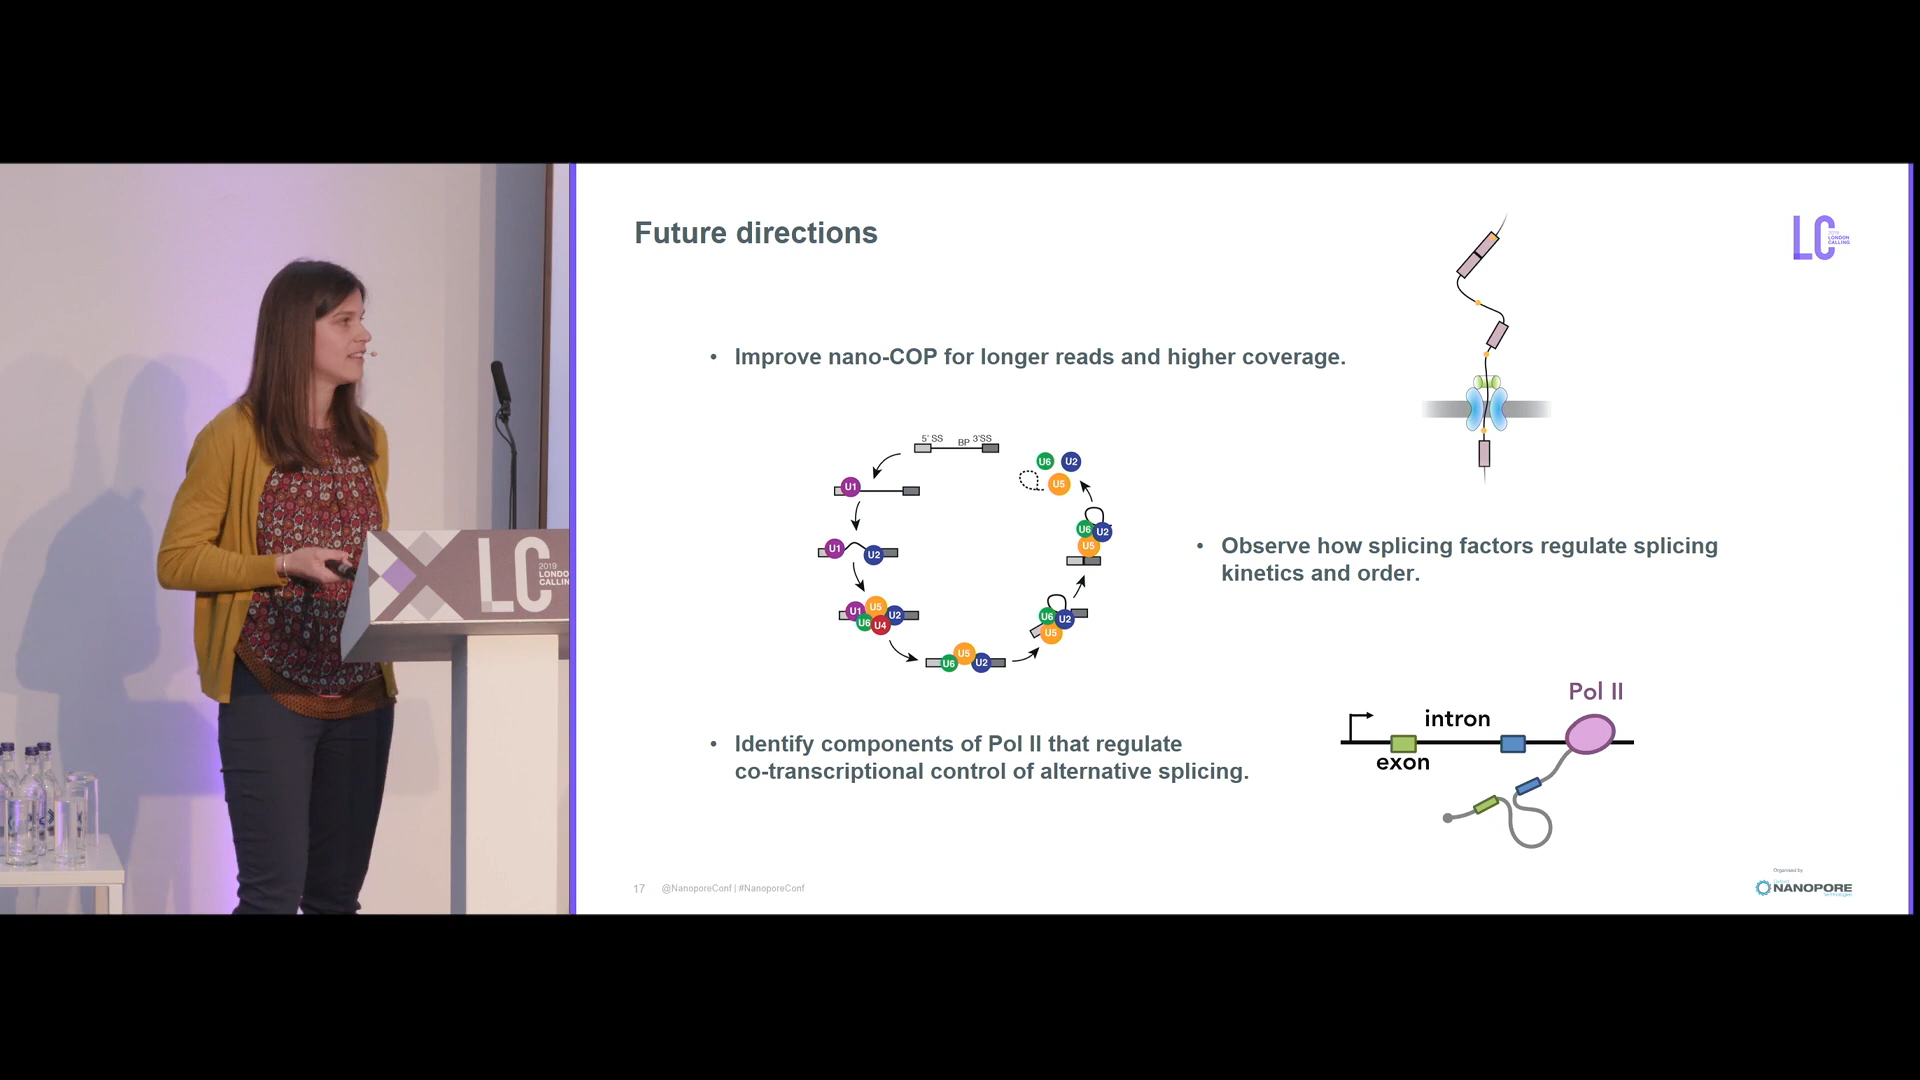 Future directions
LC
2019
LONDON
CALLING
• Improve nano-COP for longer reads and higher coverage.
5' SS BP 3'SS
U1
U1 U2
U1 U5 U2
U6 U4
U5
U6 U2
U6 U2
U5
U6 U2
U5
U6 U2
U5
• Observe how splicing factors regulate splicing
kinetics and order.
• Identify components of Pol II that regulate
co-transcriptional control of alternative splicing.
Pol II
intron
exon
17 @NanoporeConf | #NanoporeConf
Organised by
NANOPORE
LC
2019
LONDON
CALLIN